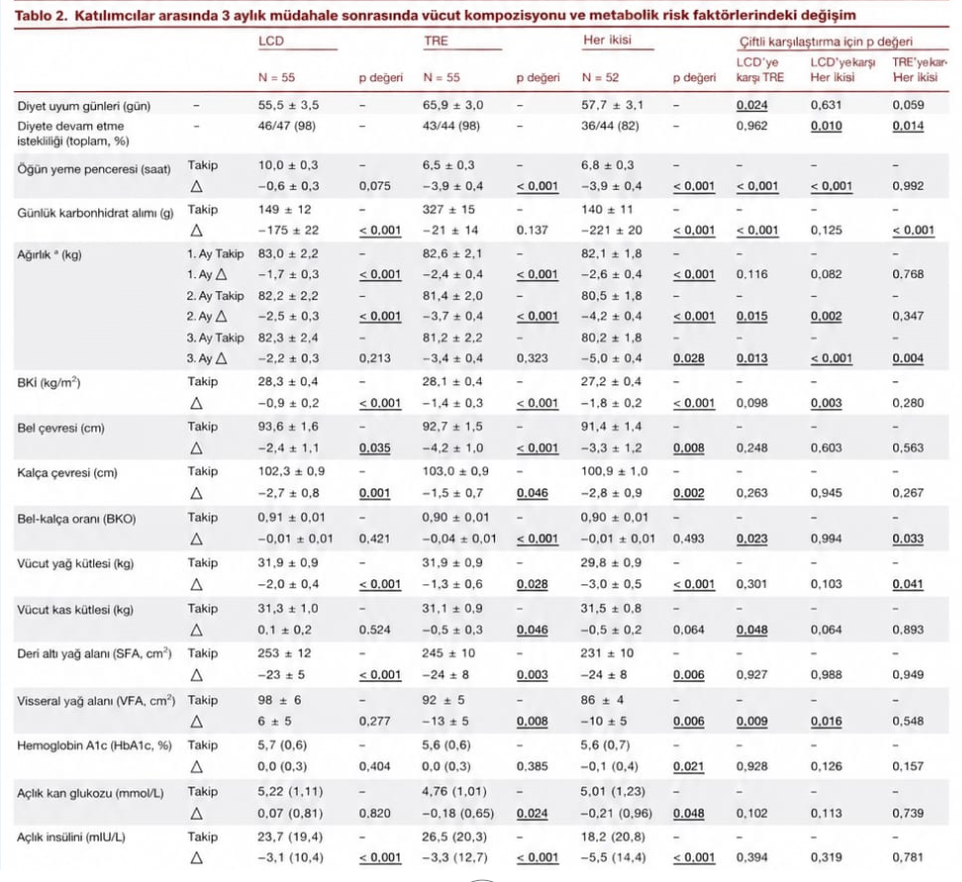 Tablo 2. Katılımcılar arasında 3 aylık müdahale sonrasında vücut kompozisyonu ve metabolik risk faktörlerindeki değişim
LCD TRE Her ikisi Çiftli karşılaştırma için p değeri
N = 55 p değeri N = 55 p değeri N = 52 p değeri LCD'ye karşı TRE LCD'yekarşı Her ikisi TRE'yekar- Her ikisi
Diyet uyum günleri (gün) – 55,5 ± 3,5 – 65,9 ± 3,0 – 57,7 ± 3,1 – 0,024 0,631 0,059
Diyete devam etme istekliliği (toplam, %) – 46/47 (98) – 43/44 (98) – 36/44 (82) – 0,962 0,010 0,014
Öğün yeme penceresi (saat) Takip 10,0 ± 0,3 – 6,5 ± 0,3 6,8 ± 0,3 – – – –
Δ −0,6 ± 0,3 0,075 −3,9 ± 0,4 < 0,001 −3,9 ± 0,4 < 0,001 < 0,001 < 0,001 0,992
Günlük karbonhidrat alımı (g) Takip 149 ± 12 – 327 ± 15 – 140 ± 11 – – – –
Δ −175 ± 22 < 0,001 −21 ± 14 0.137 −221 ± 20 < 0,001 < 0,001 0,125 < 0,001
Ağırlık ᵃ (kg) 1. Ay Takip 83,0 ± 2,2 – 82,6 ± 2,1 – 82,1 ± 1,8 – – – –
1. Ay Δ −1,7 ± 0,3 < 0,001 −2,4 ± 0,4 < 0,001 −2,6 ± 0,4 < 0,001 0.116 0,082 0,768
2. Ay Takip 82,2 ± 2,2 – 81,4 ± 2,0 – 80,5 ± 1,8 – – – –
2. Ay Δ −2,5 ± 0,3 < 0,001 −3,7 ± 0,4 < 0,001 −4,2 ± 0,4 < 0,001 0,015 0,002 0,347
3. Ay Takip 82,3 ± 2,4 – 81,2 ± 2,2 – 80,2 ± 1,8 – – – –
3. Ay Δ −2,2 ± 0,3 0,213 −3,4 ± 0,4 0,323 −5,0 ± 0,4 0.028 0,013 < 0,001 0,004
BKİ (kg/m²) Takip 28,3 ± 0,4 – 28,1 ± 0,4 – 27,2 ± 0,4 – – – –
Δ −0,9 ± 0,2 < 0,001 −1,4 ± 0,3 < 0,001 −1,8 ± 0,2 < 0,001 0,098 0,003 0,280
Bel çevresi (cm) Takip 93,6 ± 1,6 – 92,7 ± 1,5 – 91,4 ± 1,4 – – – –
Δ −2,4 ± 1,1 0,035 −4,2 ± 1,0 < 0,001 −3,3 ± 1,2 0,008 0,248 0,603 0,563
Kalça çevresi (cm) Takip 102,3 ± 0,9 – 103,0 ± 0,9 – 100,9 ± 1,0 – – – –
Δ −2,7 ± 0,8 0,001 −1,5 ± 0,7 0,046 −2,8 ± 0,9 0,002 0,263 0,945 0,267
Bel-kalça oranı (BKO) Takip 0,91 ± 0,01 – 0,90 ± 0,01 – 0,90 ± 0,01 – – – –
Δ −0,01 ± 0,01 0,421 −0,04 ± 0,01 < 0,001 −0,01 ± 0,01 0,493 0,023 0,994 0,033
Vücut yağ kütlesi (kg) Takip 31,9 ± 0,9 – 31,9 ± 0,9 – 29,8 ± 0,9 – – – –
Δ −2,0 ± 0,4 < 0,001 −1,3 ± 0,6 0,028 −3,0 ± 0,5 < 0,001 0,301 0,103 0,041
Vücut kas kütlesi (kg) Takip 31,3 ± 1,0 – 31,1 ± 0,9 – 31,5 ± 0,8 – – – –
Δ 0,1 ± 0,2 0.524 −0,5 ± 0,3 0,046 −0,5 ± 0,2 0,064 0,048 0,064 0,893
Deri altı yağ alanı (SFA, cm²) Takip 253 ± 12 – 245 ± 10 – 231 ± 10 – – – –
Δ −23 ± 5 < 0,001 −24 ± 8 0,003 −24 ± 8 0,006 0,927 0,988 0,949
Visseral yağ alanı (VFA, cm²) Takip 98 ± 6 – 92 ± 5 – 86 ± 4 – – – –
Δ 6 ± 5 0,277 −13 ± 5 0,008 −10 ± 5 0,006 0,009 0,016 0,548
Hemoglobin A1c (HbA1c, %) Takip 5,7 (0,6) – 5,6 (0,6) – 5,6 (0,7) – – – –
Δ 0,0 (0,3) 0,404 0,0 (0,3) 0,385 −0,1 (0,4) 0,021 0,928 0,126 0,157
Açlık kan glukozu (mmol/L) Takip 5,22 (1,11) – 4,76 (1,01) – 5,01 (1,23) – – – –
Δ 0,07 (0,81) 0,820 −0,18 (0,65) 0,024 −0,21 (0,96) 0,048 0,102 0,113 0,739
Açlık insülini (mIU/L) Takip 23,7 (19,4) – 26,5 (20,3) – 18,2 (20,8) – – – –
Δ −3,1 (10,4) < 0,001 −3,3 (12,7) < 0,001 −5,5 (14,4) < 0,001 0,394 0,319 0,781